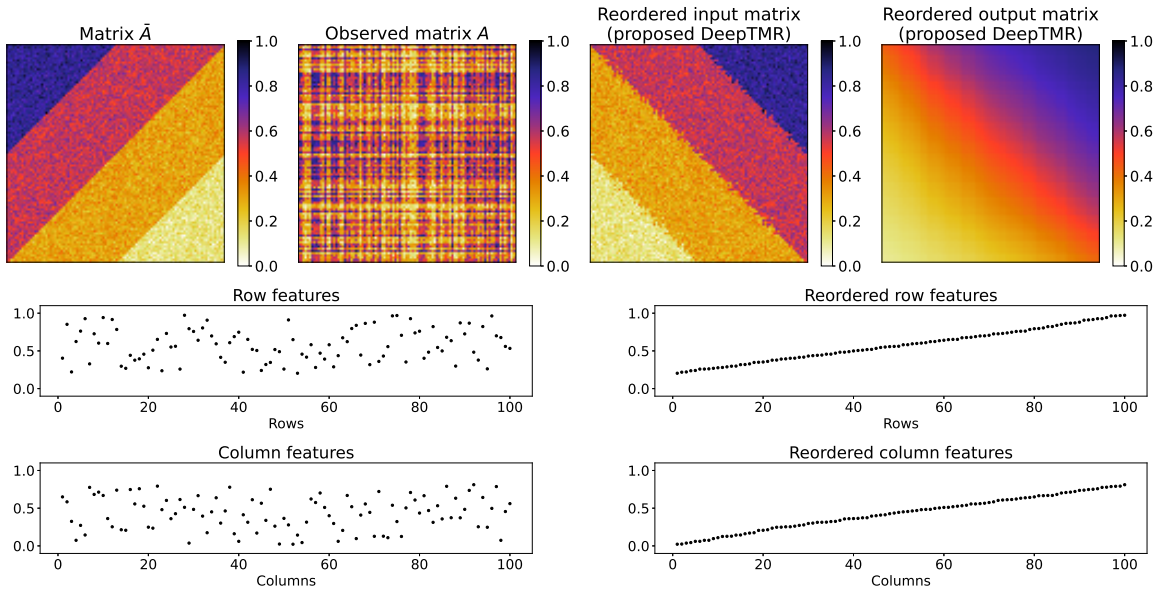 Matrix Ā
Observed matrix A
Reordered input matrix
(proposed DeepTMR)
Reordered output matrix
(proposed DeepTMR)
1.0
0.8
0.6
0.4
0.2
0.0
1.0
0.8
0.6
0.4
0.2
0.0
1.0
0.8
0.6
0.4
0.2
0.0
1.0
0.8
0.6
0.4
0.2
0.0
Row features
1.0
0.5
0.0
0 20 40 60 80 100
Rows
Reordered row features
1.0
0.5
0.0
0 20 40 60 80 100
Rows
Column features
1.0
0.5
0.0
0 20 40 60 80 100
Columns
Reordered column features
1.0
0.5
0.0
0 20 40 60 80 100
Columns